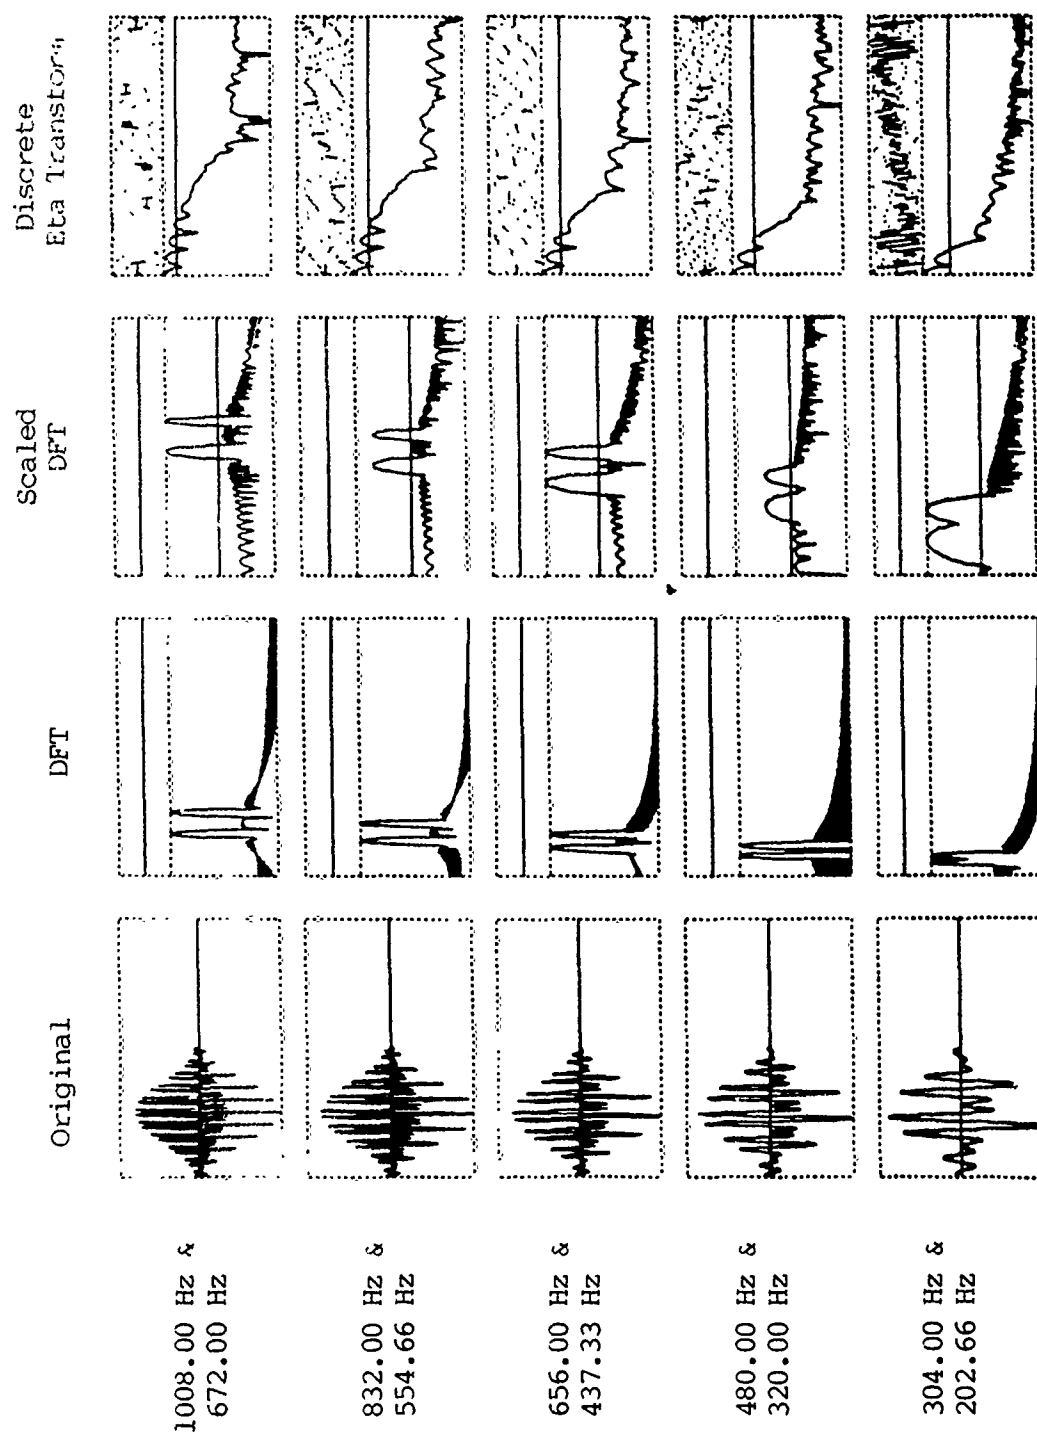 Original
DFT
Scaled
DFT
Discrete
Eta Transform
1008.00 Hz &
672.00 Hz
832.00 Hz &
554.66 Hz
656.00 Hz &
437.33 Hz
480.00 Hz &
320.00 Hz
304.00 Hz &
202.66 Hz